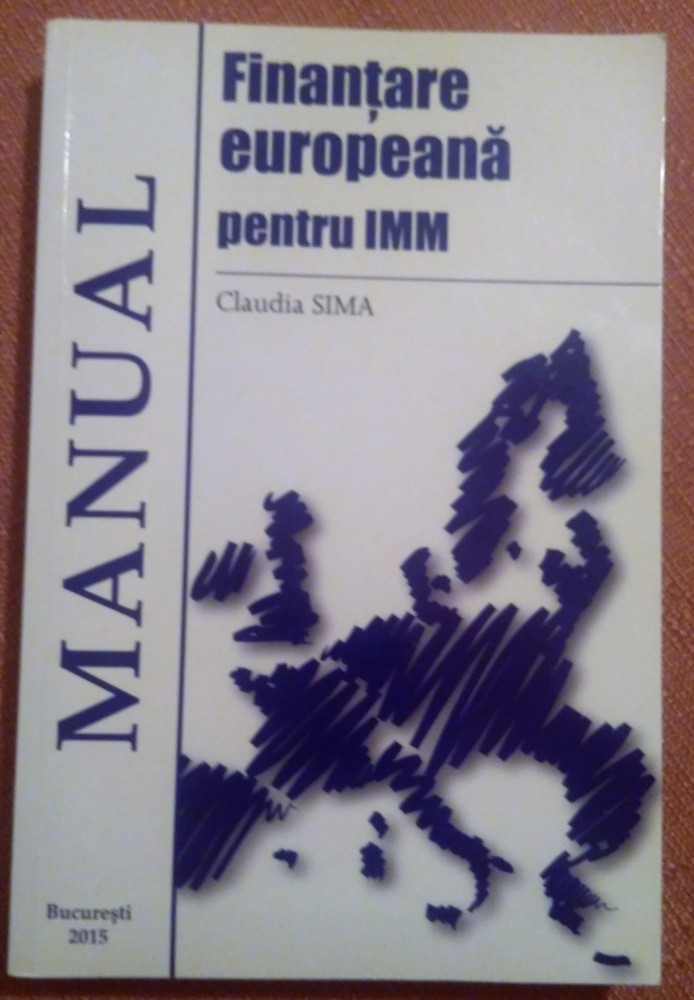 MANUAL
Finanțare
europeană
pentru IMM
Claudia SIMA
București
2015